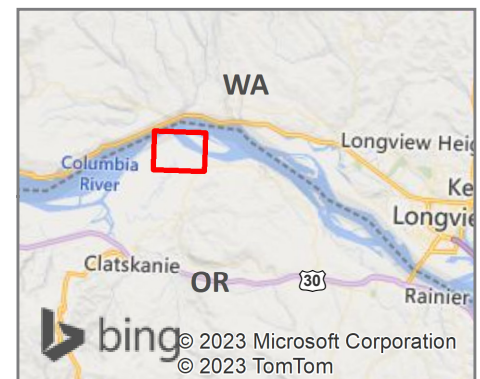 WA
Longview Heig
Columbia
River
Ke
Longvie
Clatskanie
OR
30
Rainier
bing
© 2023 Microsoft Corporation
© 2023 TomTom